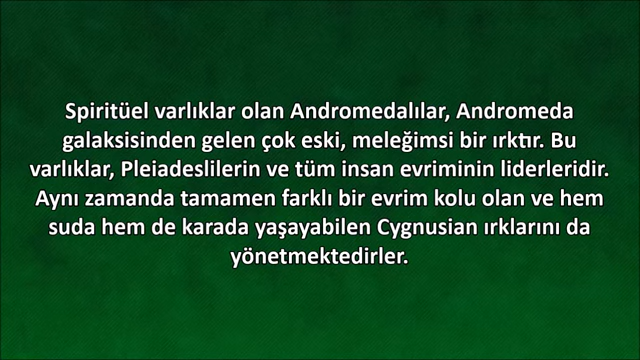 Spiritüel varlıklar olan Andromedalılar, Andromeda
galaksisinden gelen çok eski, meleğimsi bir ırktır. Bu
varlıklar, Pleiadeslilerin ve tüm insan evriminin liderleridir.
Aynı zamanda tamamen farklı bir evrim kolu olan ve hem
suda hem de karada yaşayabilen Cygnusian ırklarını da
yönetmektedirler.